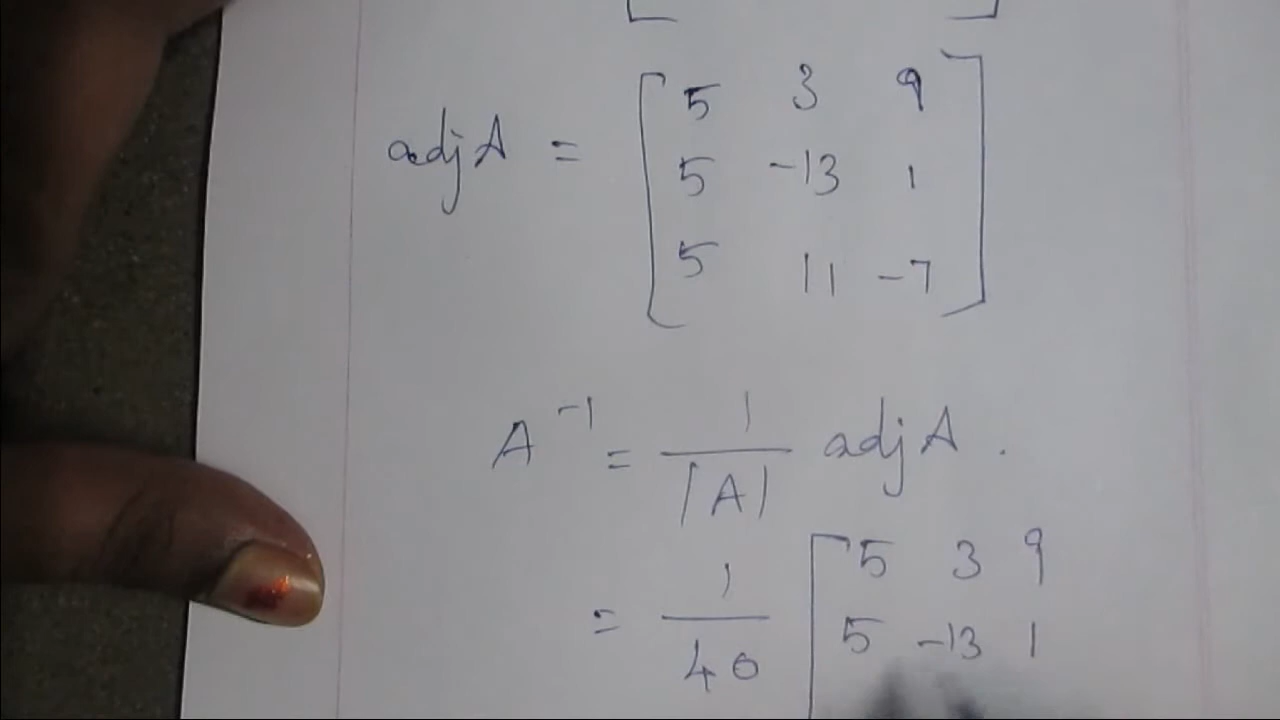 adj A = [ 5 3 9
5 -13 1
5 11 -7 ]
A⁻¹ = 1/|A| adj A.
= 1/40 [ 5 3 9
5 -13 1